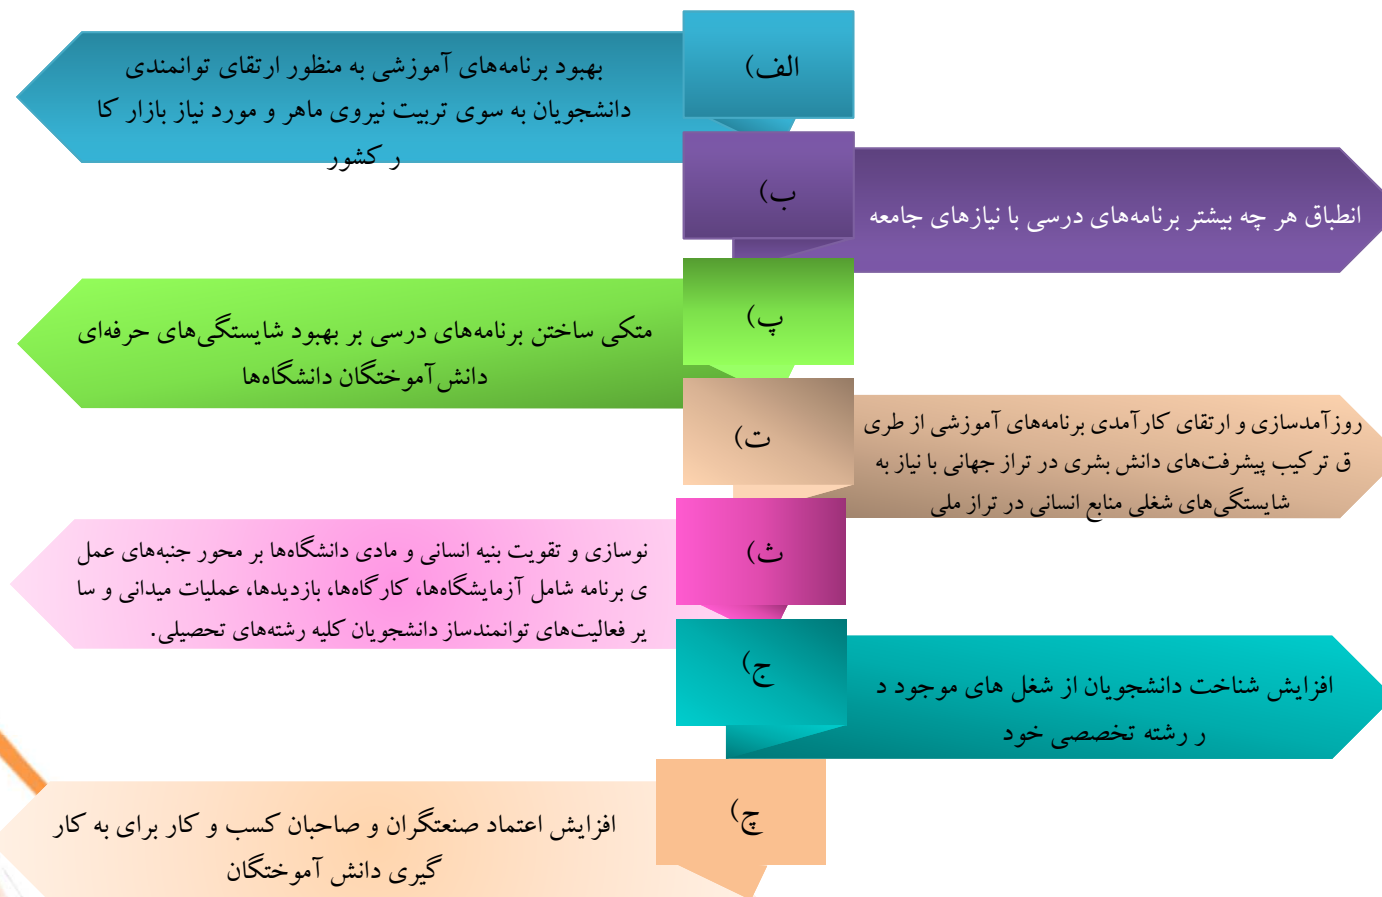 الف)
بهبود برنامه‌های آموزشی به منظور ارتقای توانمندی
دانشجویان به سوی تربیت نیروی ماهر و مورد نیاز بازار کا
ر کشور
ب)
انطباق هر چه بیشتر برنامه‌های درسی با نیازهای جامعه
پ)
متکی ساختن برنامه‌های درسی بر بهبود شایستگی‌های حرفه‌ای
دانش‌آموختگان دانشگاه‌ها
ت)
روزآمدسازی و ارتقای کارآمدی برنامه‌های آموزشی از طری
ق ترکیب پیشرفت‌های دانش بشری در تراز جهانی با نیاز به
شایستگی‌های شغلی منابع انسانی در تراز ملی
ث)
نوسازی و تقویت بنیه انسانی و مادی دانشگاه‌ها بر محور جنبه‌های عمل
ی برنامه شامل آزمایشگاه‌ها، کارگاه‌ها، بازدیدها، عملیات میدانی و سا
یر فعالیت‌های توانمندساز دانشجویان کلیه رشته‌های تحصیلی.
ج)
افزایش شناخت دانشجویان از شغل های موجود د
ر رشته تخصصی خود
چ)
افزایش اعتماد صنعتگران و صاحبان کسب و کار برای به کار
گیری دانش آموختگان